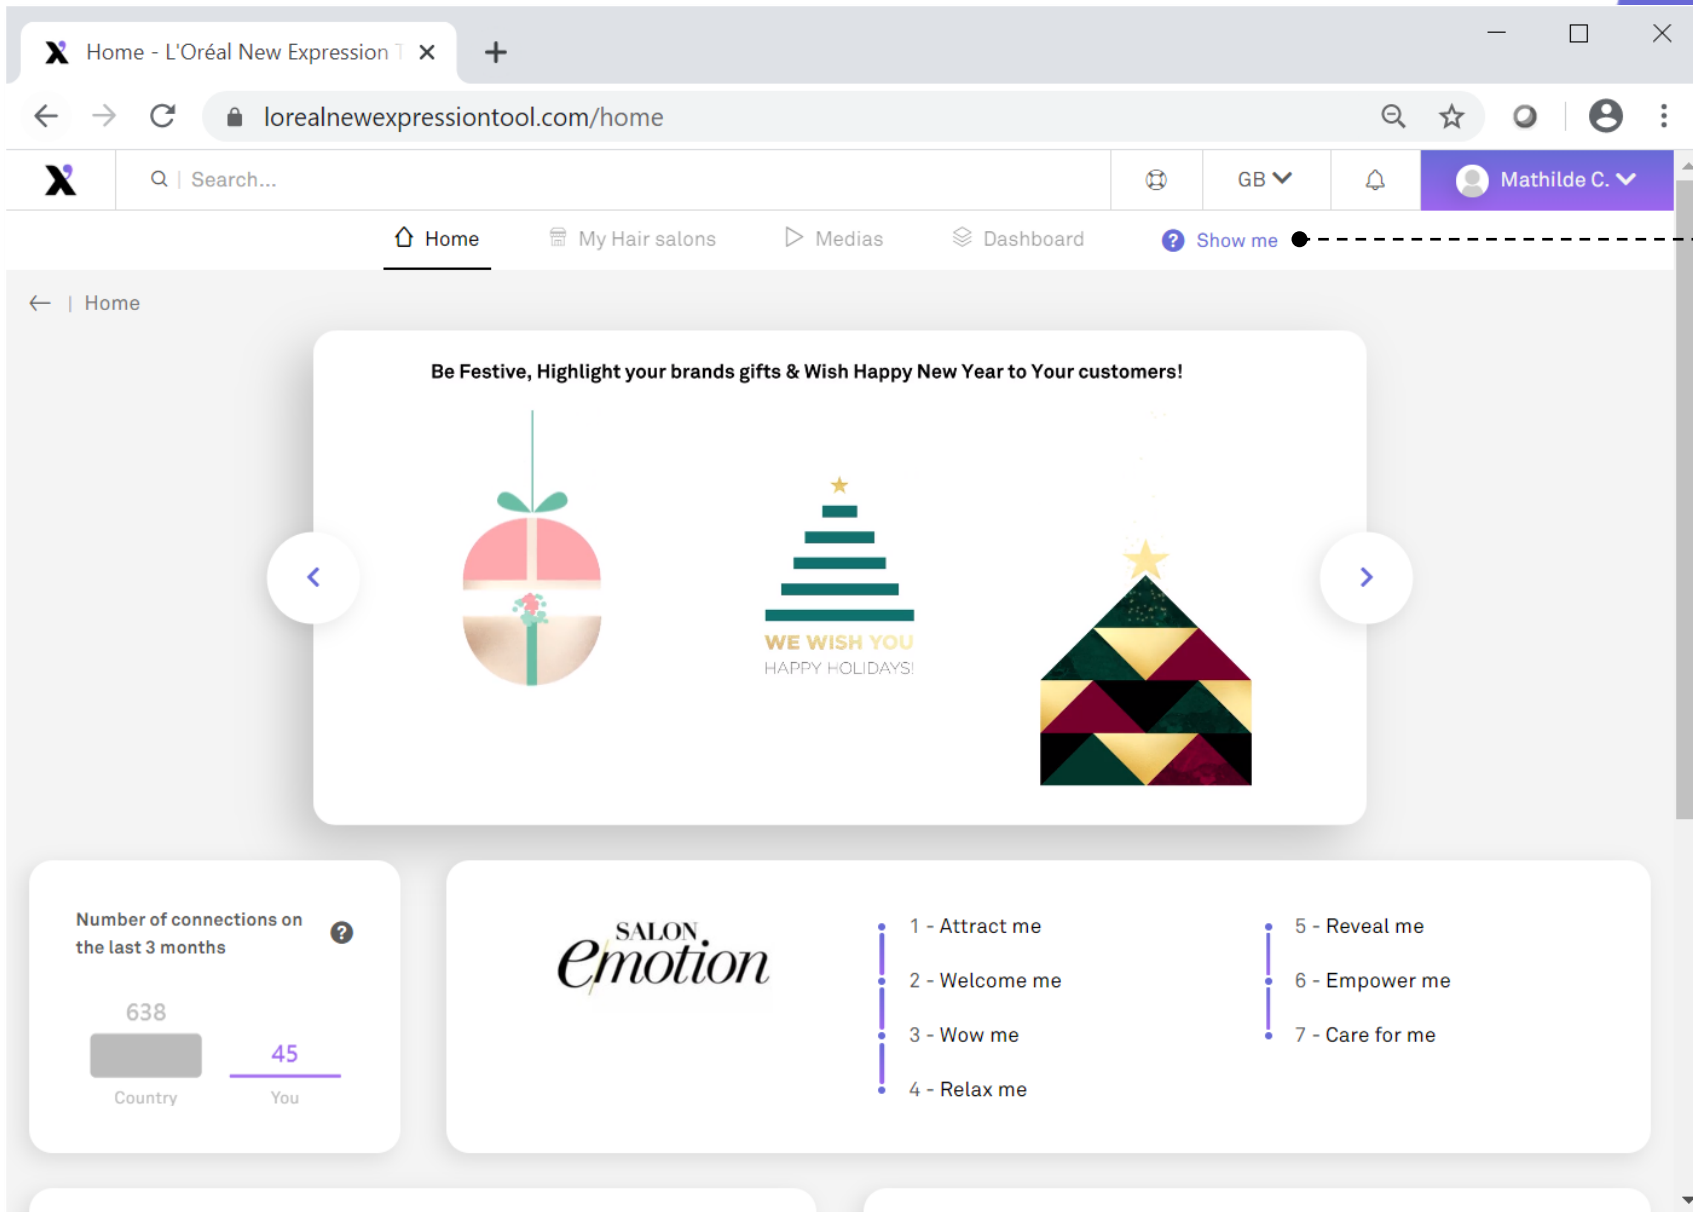 Home - L'Oréal New Expression T
lorealnewexpressiontool.com/home
Search...
GB
Mathilde C.
Home
My Hair salons
Medias
Dashboard
? Show me
← | Home
Be Festive, Highlight your brands gifts & Wish Happy New Year to Your customers!
WE WISH YOU
HAPPY HOLIDAYS!
Number of connections on
the last 3 months
?
638
45
Country
You
SALON
emotion
1 - Attract me
2 - Welcome me
3 - Wow me
4 - Relax me
5 - Reveal me
6 - Empower me
7 - Care for me